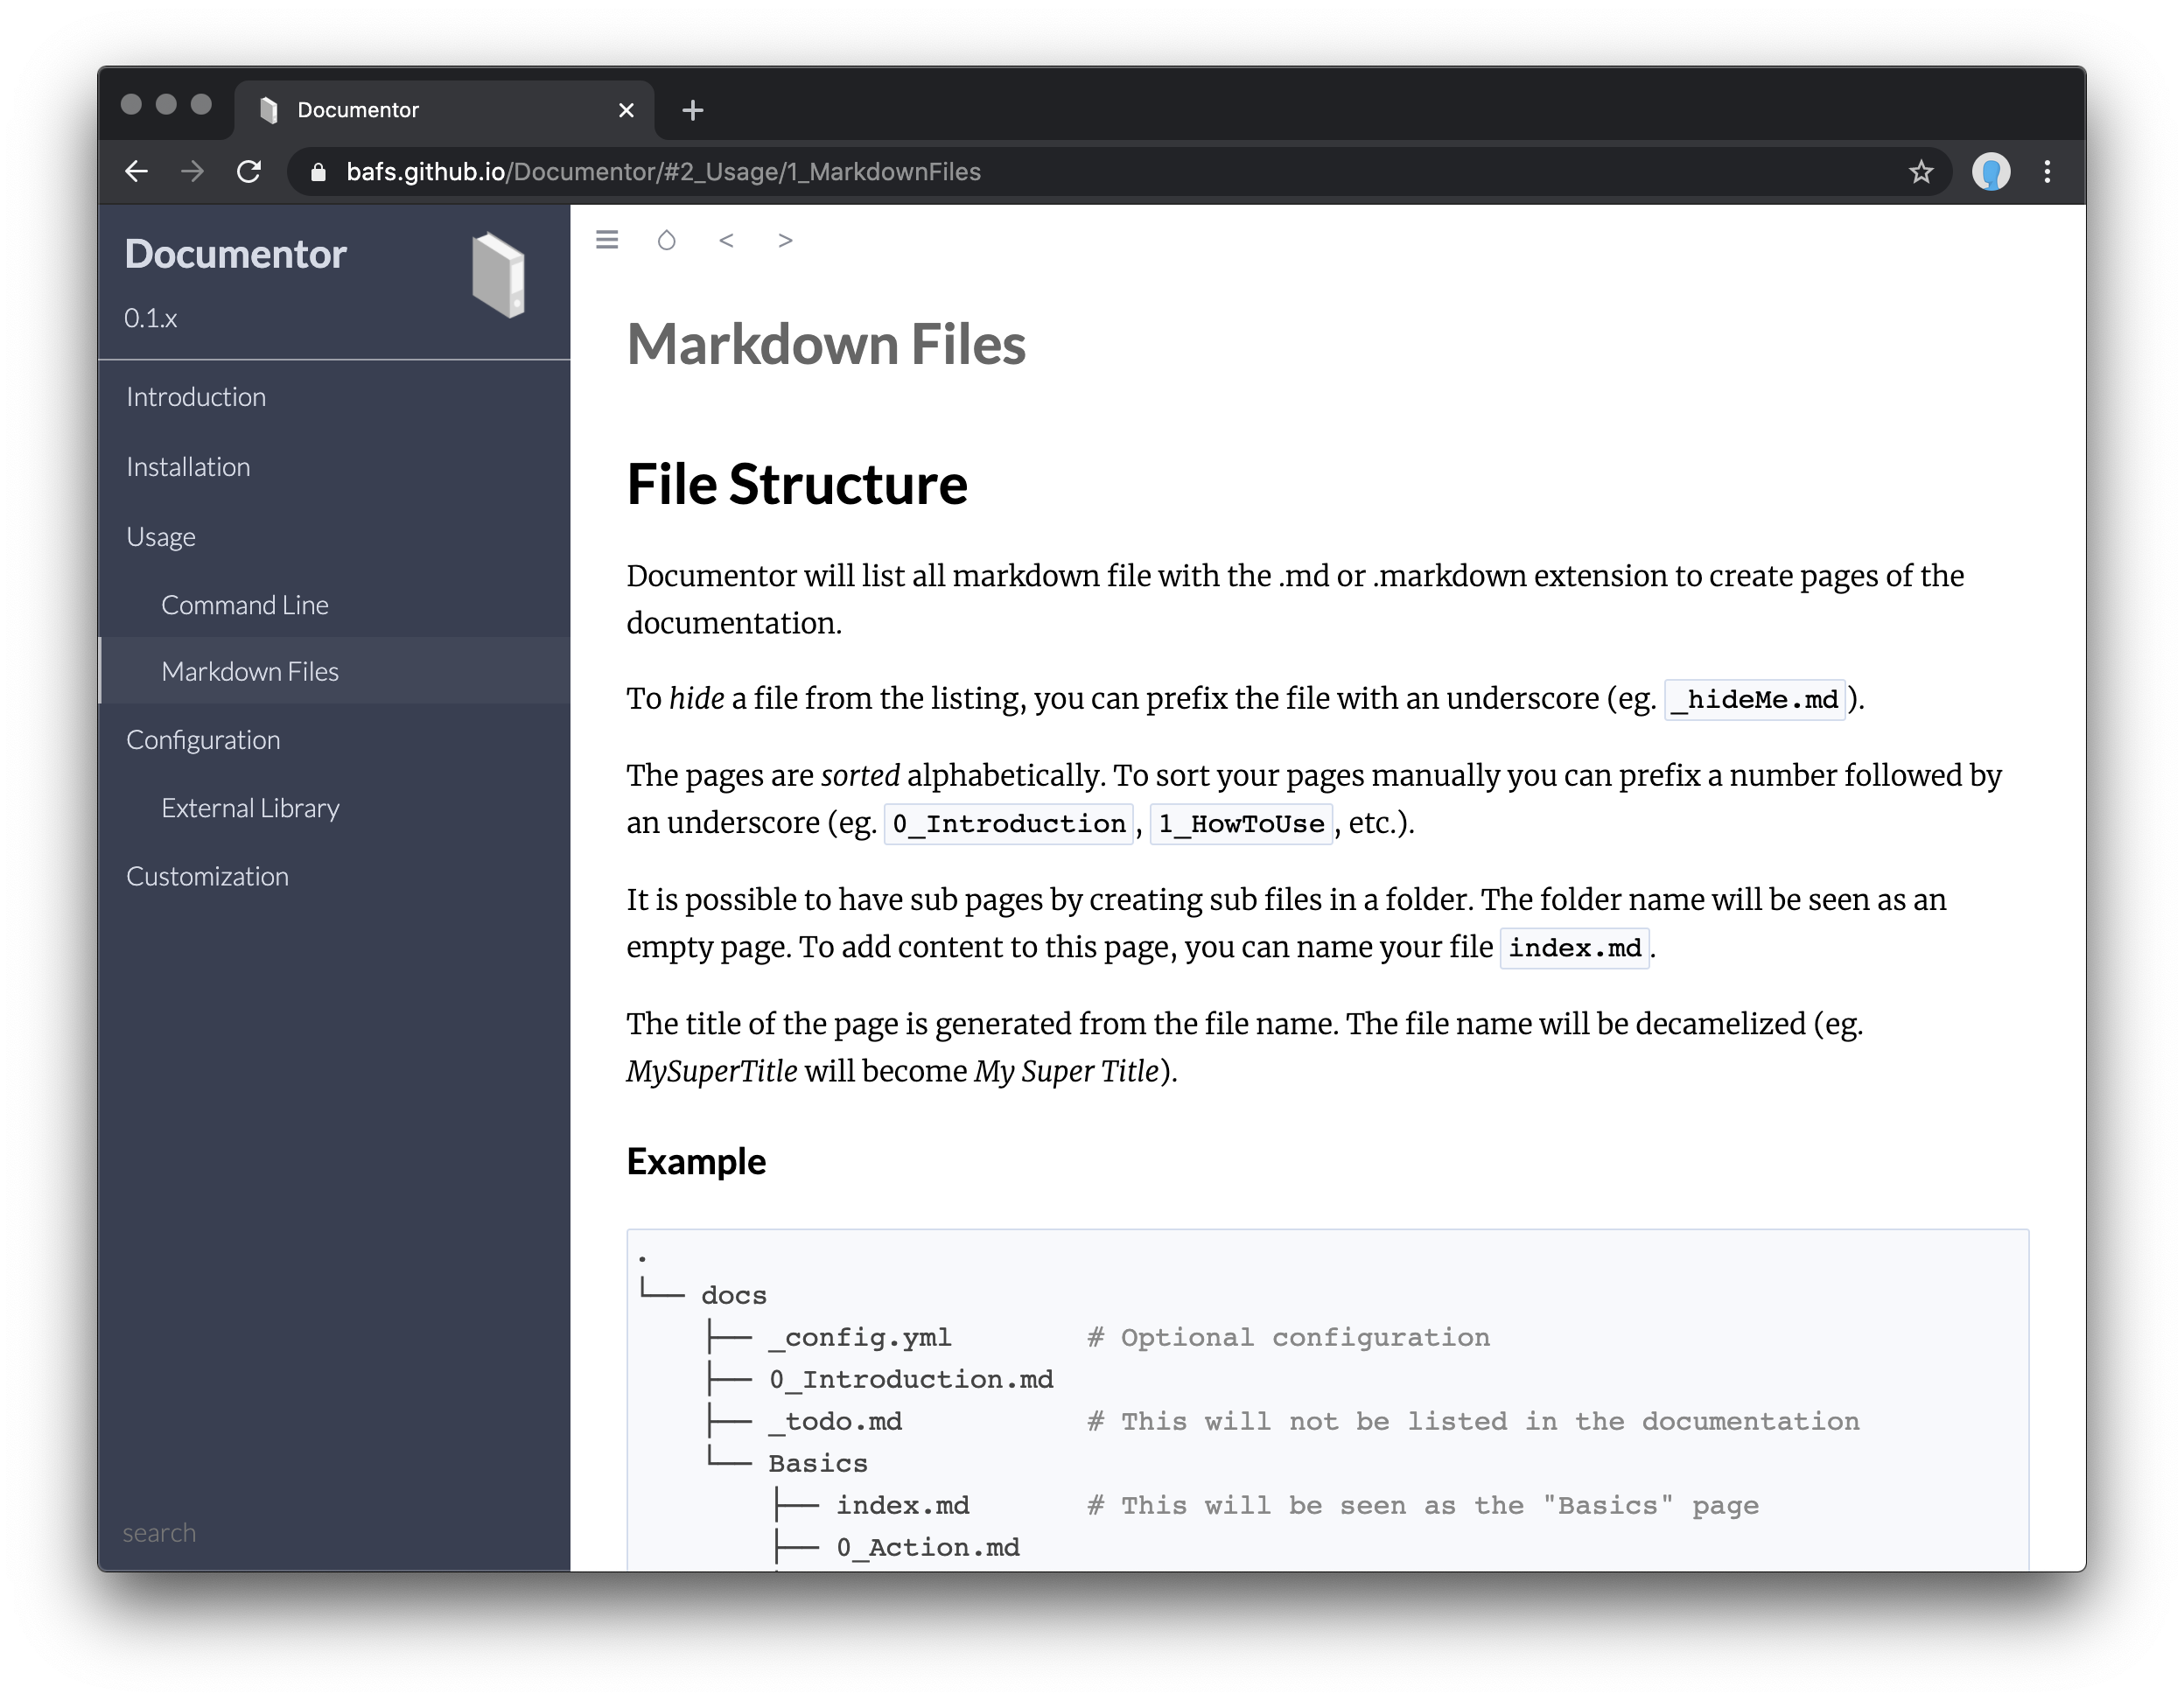 Documentor
bafs.github.io/Documentor/#2_Usage/1_MarkdownFiles
Documentor
0.1.x
Introduction
Installation
Usage
Command Line
Markdown Files
Configuration
External Library
Customization
search
< >
Markdown Files
File Structure
Documentor will list all markdown file with the .md or .markdown extension to create pages of the
documentation.
To hide a file from the listing, you can prefix the file with an underscore (eg. _hideMe.md).
The pages are sorted alphabetically. To sort your pages manually you can prefix a number followed by
an underscore (eg. 0_Introduction, 1_HowToUse, etc.).
It is possible to have sub pages by creating sub files in a folder. The folder name will be seen as an
empty page. To add content to this page, you can name your file index.md.
The title of the page is generated from the file name. The file name will be decamelized (eg.
MySuperTitle will become My Super Title).
Example
.
└── docs
    ├── _config.yml        # Optional configuration
    ├── 0_Introduction.md
    ├── _todo.md           # This will not be listed in the documentation
    └── Basics
        ├── index.md       # This will be seen as the "Basics" page
        ├── 0_Action.md